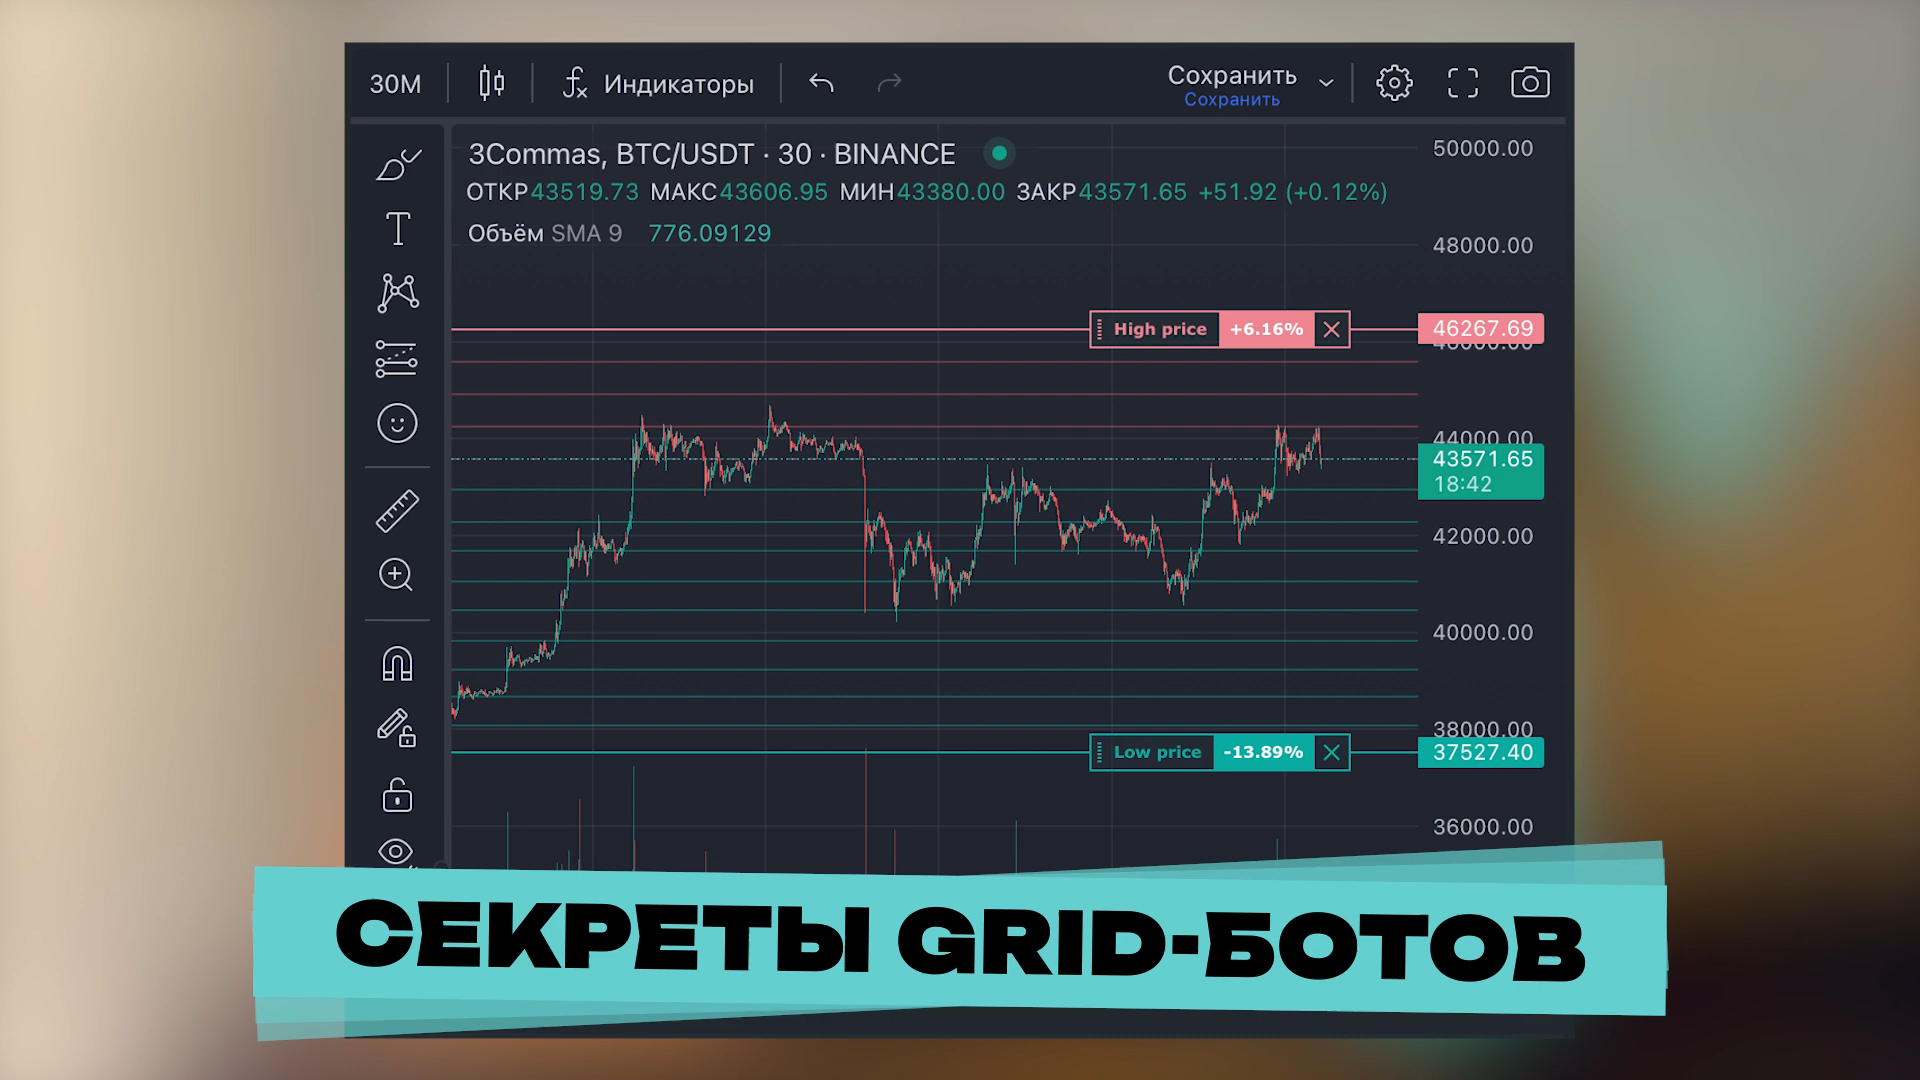 30М
Индикаторы
Сохранить
Сохранить
3Commas, BTC/USDT · 30 · BINANCE
ОТКР43519.73 МАКС43606.95 МИН43380.00 ЗАКР43571.65 +51.92 (+0.12%)
Объём SMA 9 776.09129
50000.00
48000.00
High price +6.16%
46267.69
46000.00
44000.00
43571.65
18:42
42000.00
40000.00
38000.00
Low price -13.89%
37527.40
36000.00
СЕКРЕТЫ GRID-БОТОВ